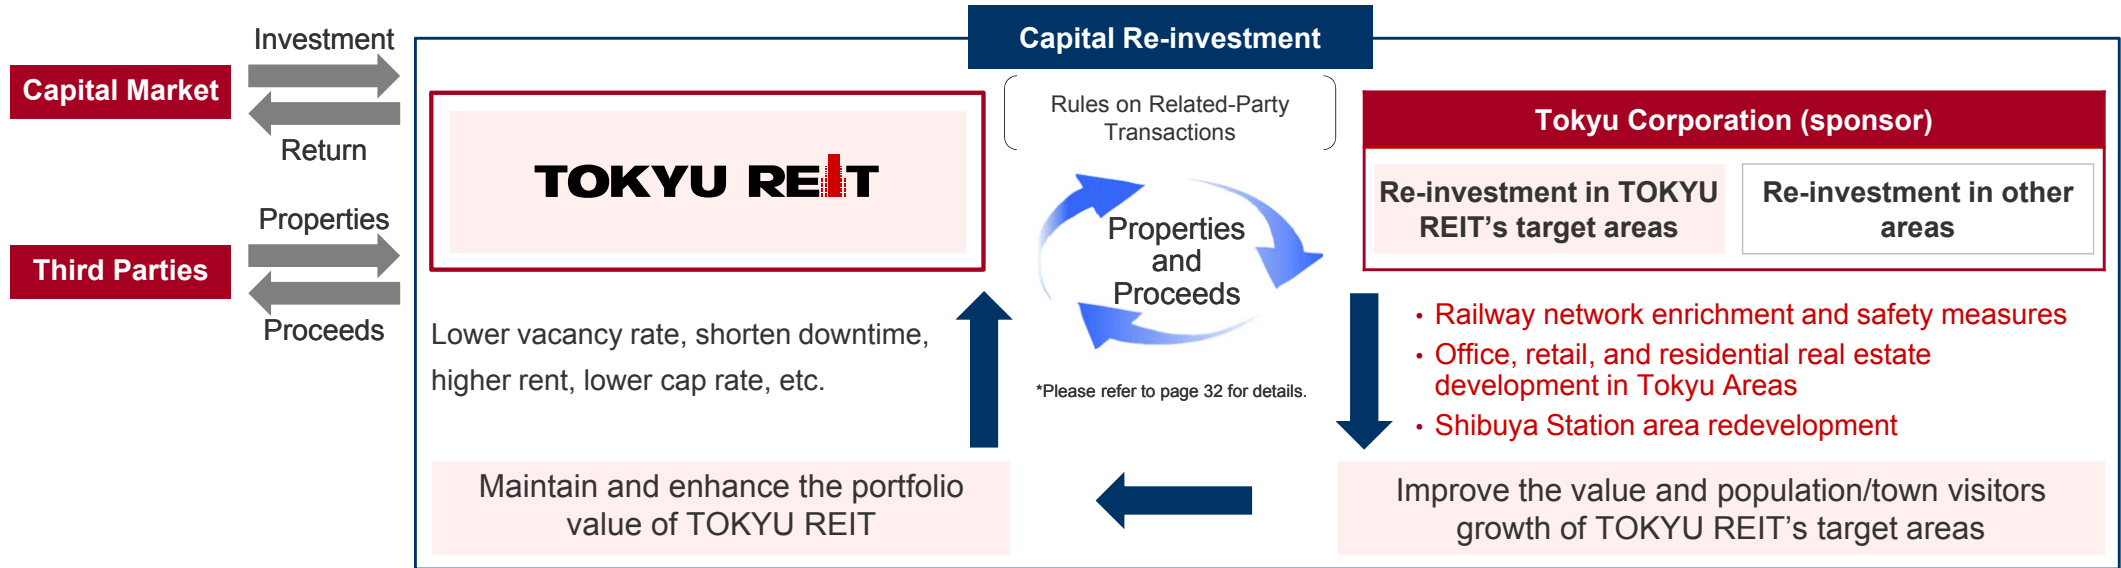 Capital Re-investment
Investment
Capital Market
Return
Properties
Third Parties
Proceeds
TOKYU REIT
Rules on Related-Party
Transactions
Properties
and
Proceeds
*Please refer to page 32 for details.
Tokyu Corporation (sponsor)
Re-investment in TOKYU
REIT’s target areas
Re-investment in other
areas
• Railway network enrichment and safety measures
• Office, retail, and residential real estate
development in Tokyu Areas
• Shibuya Station area redevelopment
Lower vacancy rate, shorten downtime,
higher rent, lower cap rate, etc.
Maintain and enhance the portfolio
value of TOKYU REIT
Improve the value and population/town visitors
growth of TOKYU REIT’s target areas